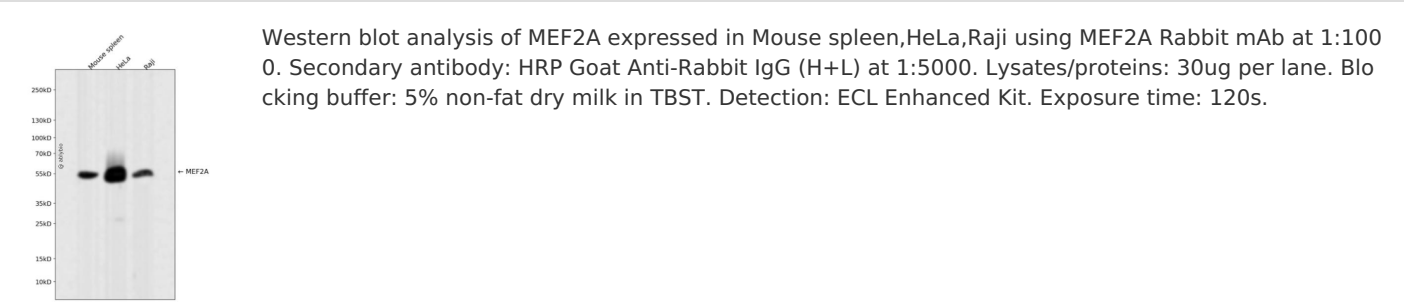 Mouse spleen
HeLa
Raji
250kD
130kD
100kD
70kD
55kD
35kD
25kD
15kD
10kD
@ abybio
← MEF2A
Western blot analysis of MEF2A expressed in Mouse spleen,HeLa,Raji using MEF2A Rabbit mAb at 1:100
0. Secondary antibody: HRP Goat Anti-Rabbit IgG (H+L) at 1:5000. Lysates/proteins: 30ug per lane. Blo
cking buffer: 5% non-fat dry milk in TBST. Detection: ECL Enhanced Kit. Exposure time: 120s.